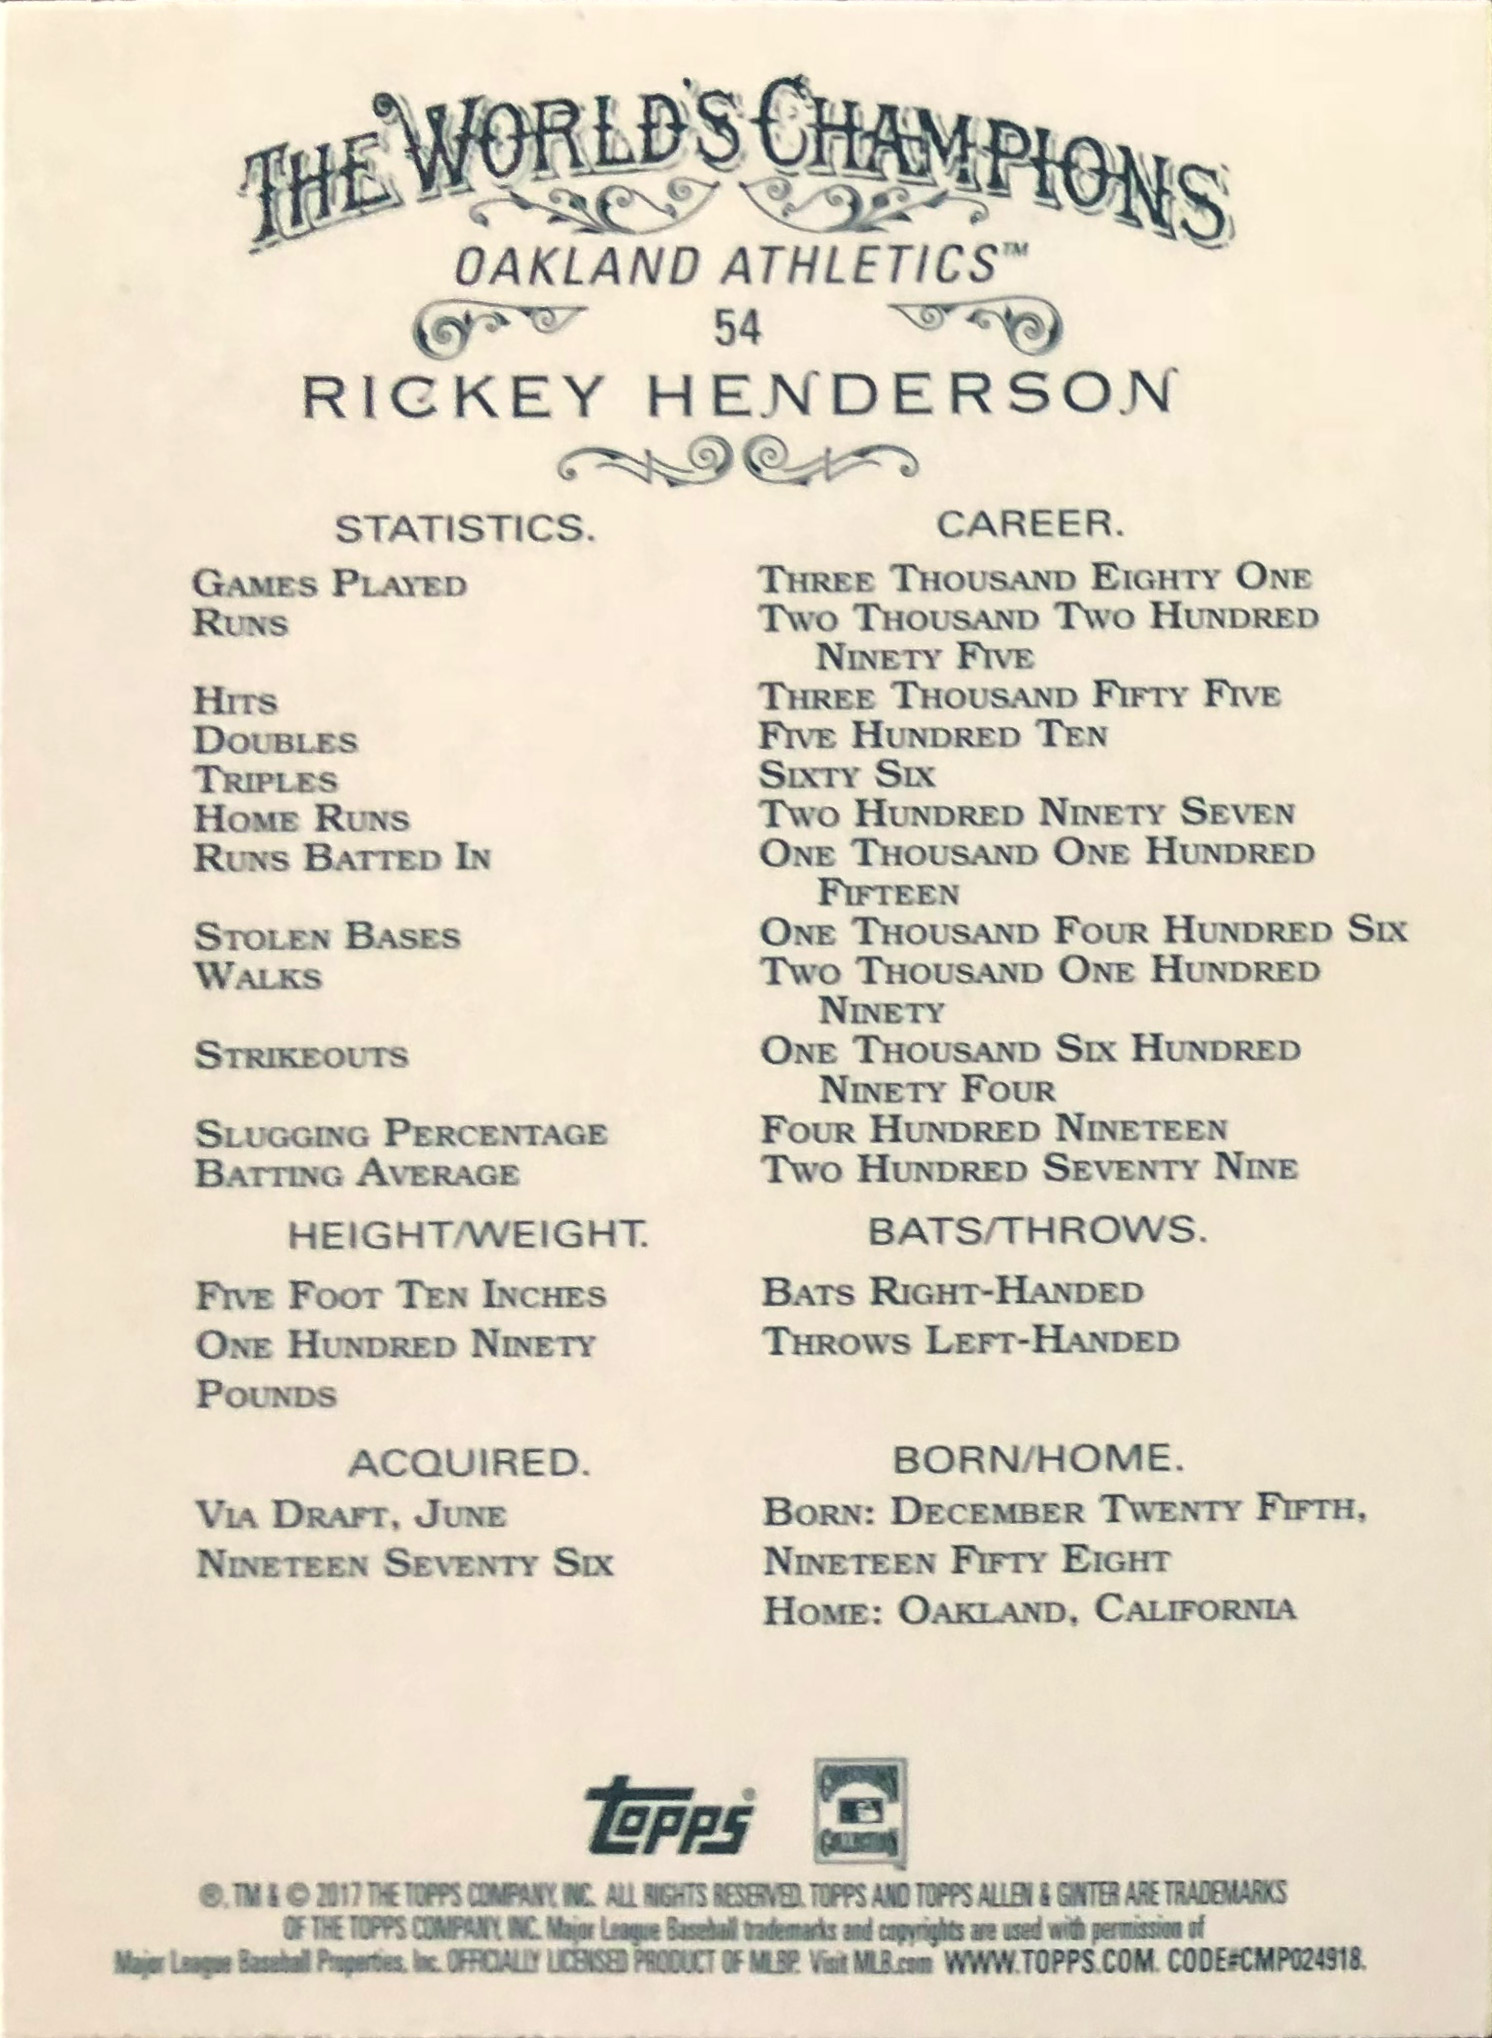 THE WORLD'S CHAMPIONS
OAKLAND ATHLETICS™
54
RICKEY HENDERSON
STATISTICS. CAREER.
GAMES PLAYED THREE THOUSAND EIGHTY ONE
RUNS TWO THOUSAND TWO HUNDRED
NINETY FIVE
HITS THREE THOUSAND FIFTY FIVE
DOUBLES FIVE HUNDRED TEN
TRIPLES SIXTY SIX
HOME RUNS TWO HUNDRED NINETY SEVEN
RUNS BATTED IN ONE THOUSAND ONE HUNDRED
FIFTEEN
STOLEN BASES ONE THOUSAND FOUR HUNDRED SIX
WALKS TWO THOUSAND ONE HUNDRED
NINETY
STRIKEOUTS ONE THOUSAND SIX HUNDRED
NINETY FOUR
SLUGGING PERCENTAGE FOUR HUNDRED NINETEEN
BATTING AVERAGE TWO HUNDRED SEVENTY NINE
HEIGHT/WEIGHT.
FIVE FOOT TEN INCHES
ONE HUNDRED NINETY
POUNDS
BATS/THROWS.
BATS RIGHT-HANDED
THROWS LEFT-HANDED
ACQUIRED.
VIA DRAFT, JUNE
NINETEEN SEVENTY SIX
BORN/HOME.
BORN: DECEMBER TWENTY FIFTH,
NINETEEN FIFTY EIGHT
HOME: OAKLAND, CALIFORNIA
topps®
COLLECTION
®, TM & © 2017 THE TOPPS COMPANY, INC. ALL RIGHTS RESERVED. TOPPS AND TOPPS ALLEN & GINTER ARE TRADEMARKS
OF THE TOPPS COMPANY, INC. Major League Baseball trademarks and copyrights are used with permission of
Major League Baseball Properties, Inc. OFFICIALLY LICENSED PRODUCT OF MLBP. Visit MLB.com WWW.TOPPS.COM. CODE#CMP024918.